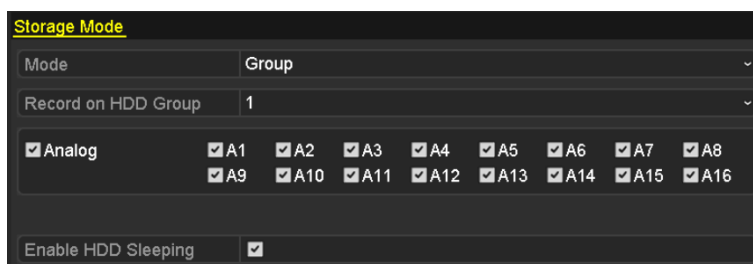 Storage Mode
Mode Group
Record on HDD Group 1
Analog A1 A2 A3 A4 A5 A6 A7 A8
A9 A10 A11 A12 A13 A14 A15 A16
Enable HDD Sleeping